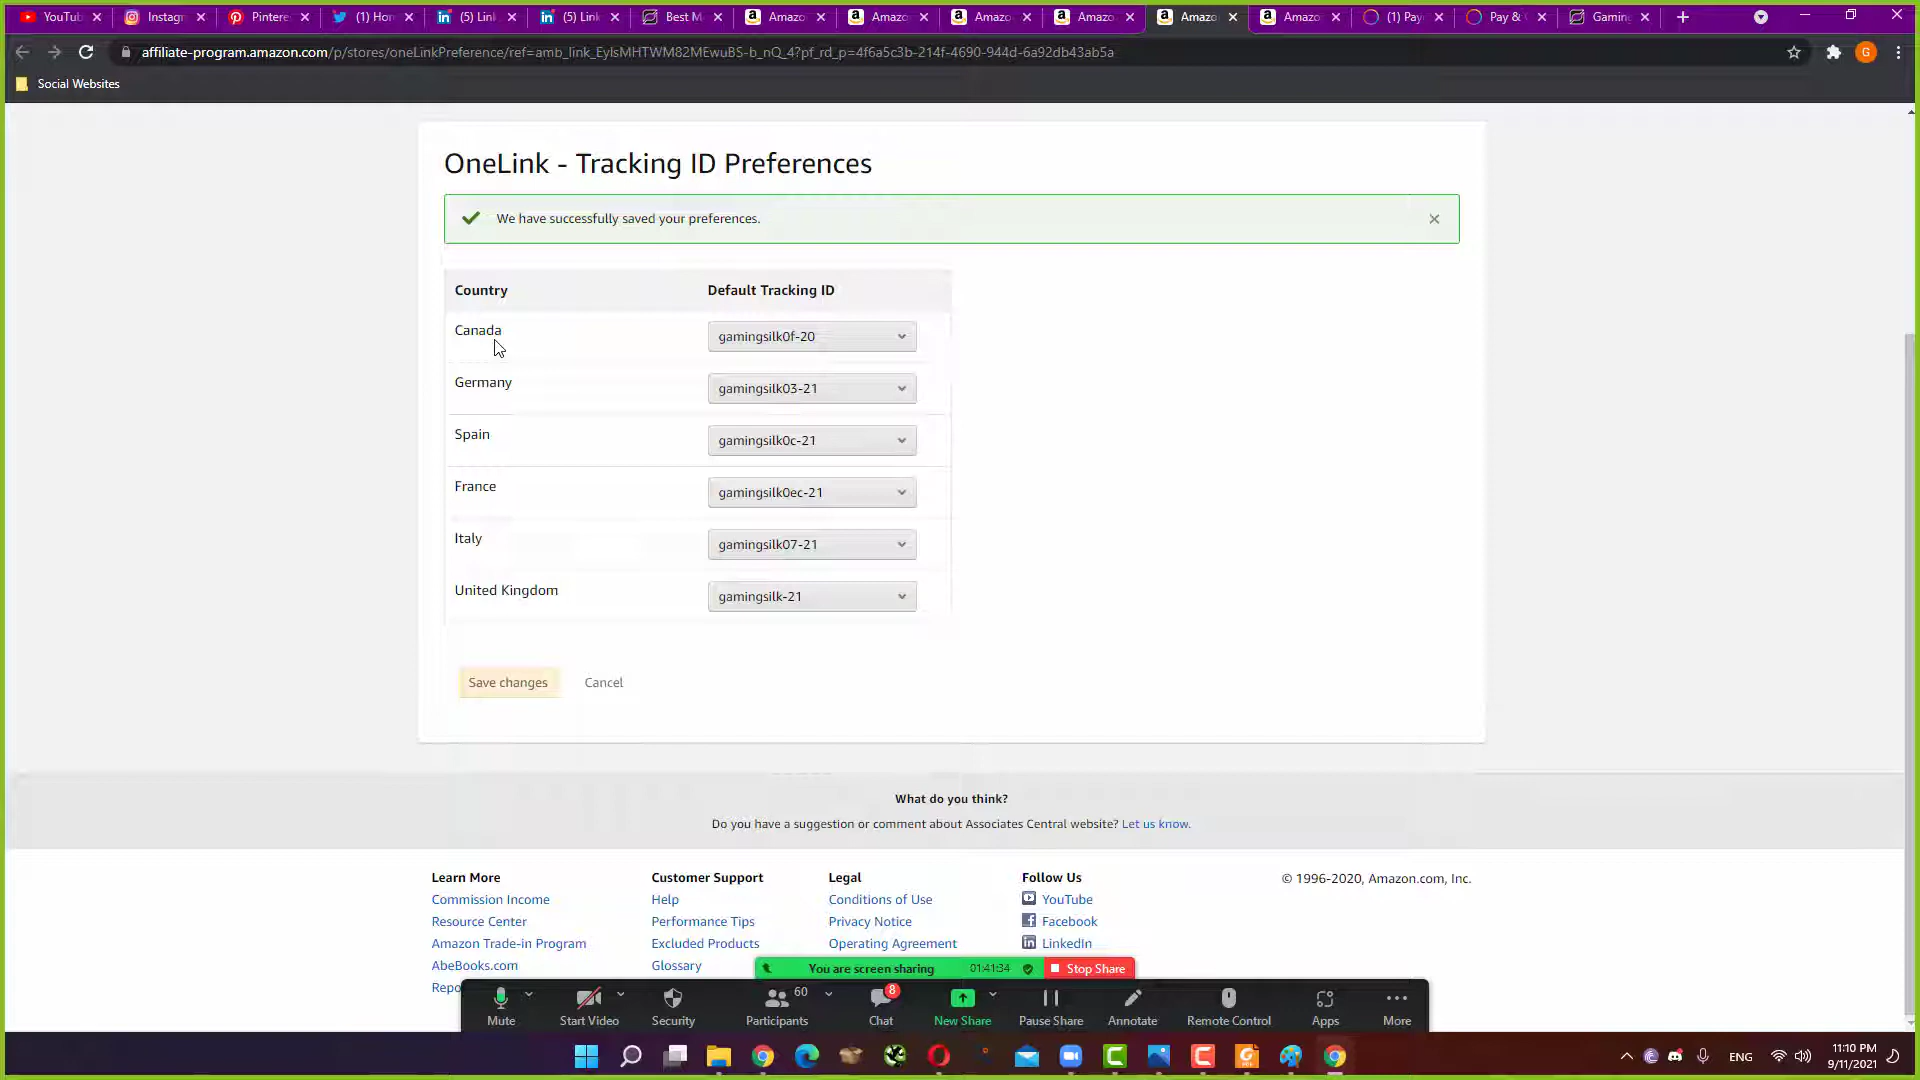 YouTub
Instagr
Pinteres
(1) Hom
(5) Link
(5) Link
Best M
Amazo
Amazo
Amazo
Amazo
Amazo
Amazo
(1) Payo
Pay &
Gaming
affiliate-program.amazon.com/p/stores/oneLinkPreference/ref=amb_link_EylsMHTWM82MEwuBS-b_nQ_4?pf_rd_p=4f6a5c3b-214f-4690-944d-6a92db43ab5a
G
Social Websites
OneLink - Tracking ID Preferences
We have successfully saved your preferences.
Country Default Tracking ID
Canada gamingsilk0f-20
Germany gamingsilk03-21
Spain gamingsilk0c-21
France gamingsilk0ec-21
Italy gamingsilk07-21
United Kingdom gamingsilk-21
Save changes Cancel
What do you think?
Do you have a suggestion or comment about Associates Central website? Let us know.
Learn More
Commission Income
Resource Center
Amazon Trade-in Program
AbeBooks.com
Repo
Customer Support
Help
Performance Tips
Excluded Products
Glossary
Legal
Conditions of Use
Privacy Notice
Operating Agreement
Follow Us
YouTube
Facebook
LinkedIn
© 1996-2020, Amazon.com, Inc.
You are screen sharing 01:41:34 Stop Share
60 8
Mute Start Video Security Participants Chat New Share Pause Share Annotate Remote Control Apps More
ENG
11:10 PM
9/11/2021